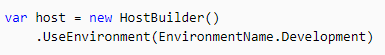 var host = new HostBuilder()
    .UseEnvironment(EnvironmentName.Development)